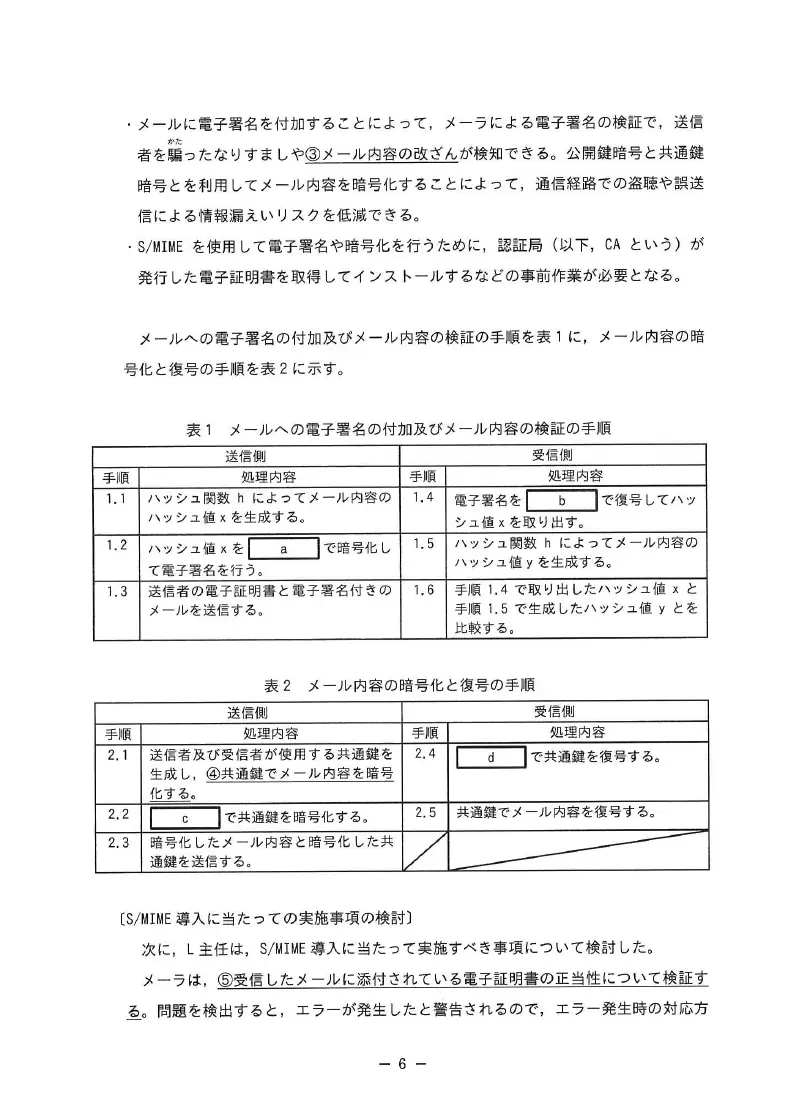 ・メールに電子署名を付加することによって，メーラによる電子署名の検証で，送信
かた
者を騙ったなりすましや③メール内容の改ざんが検知できる。公開鍵暗号と共通鍵
暗号とを利用してメール内容を暗号化することによって，通信経路での盗聴や誤送
信による情報漏えいリスクを低減できる。
・S/MIME を使用して電子署名や暗号化を行うために，認証局（以下，CA という）が
発行した電子証明書を取得してインストールするなどの事前作業が必要となる。
メールへの電子署名の付加及びメール内容の検証の手順を表１に，メール内容の暗
号化と復号の手順を表２に示す。
表１　メールへの電子署名の付加及びメール内容の検証の手順
送信側　受信側
手順　処理内容　手順　処理内容
1.1　ハッシュ関数 h によってメール内容の　1.4　電子署名を　b　で復号してハッ
ハッシュ値 x を生成する。　シュ値 x を取り出す。
1.2　ハッシュ値 x を　a　で暗号化し　1.5　ハッシュ関数 h によってメール内容の
て電子署名を行う。　ハッシュ値 y を生成する。
1.3　送信者の電子証明書と電子署名付きの　1.6　手順 1.4 で取り出したハッシュ値 x と
メールを送信する。　手順 1.5 で生成したハッシュ値 y とを
比較する。
表２　メール内容の暗号化と復号の手順
送信側　受信側
手順　処理内容　手順　処理内容
2.1　送信者及び受信者が使用する共通鍵を　2.4　d　で共通鍵を復号する。
生成し，④共通鍵でメール内容を暗号
化する。
2.2　c　で共通鍵を暗号化する。　2.5　共通鍵でメール内容を復号する。
2.3　暗号化したメール内容と暗号化した共
通鍵を送信する。
〔S/MIME 導入に当たっての実施事項の検討〕
次に，L 主任は，S/MIME 導入に当たって実施すべき事項について検討した。
メーラは，⑤受信したメールに添付されている電子証明書の正当性について検証す
る。問題を検出すると，エラーが発生したと警告されるので，エラー発生時の対応方
－ 6 －